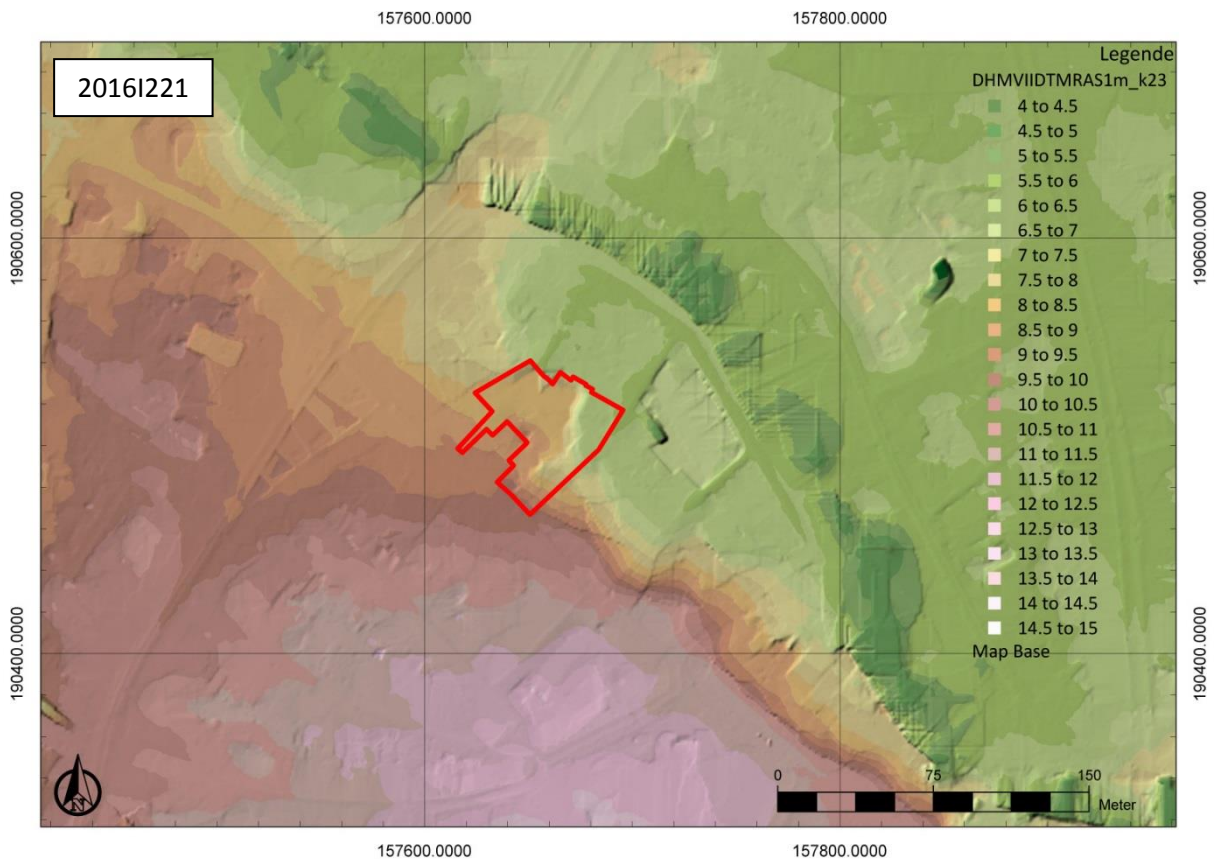 157600.0000 157800.0000
2016I221
Legende
DHMVIIDTMRAS1m_k23
4 to 4.5
4.5 to 5
5 to 5.5
5.5 to 6
6 to 6.5
6.5 to 7
7 to 7.5
7.5 to 8
8 to 8.5
8.5 to 9
9 to 9.5
9.5 to 10
10 to 10.5
10.5 to 11
11 to 11.5
11.5 to 12
12 to 12.5
12.5 to 13
13 to 13.5
13.5 to 14
14 to 14.5
14.5 to 15
Map Base
190600.0000 190600.0000
190400.0000 190400.0000
N
0 75 150
Meter
157600.0000 157800.0000